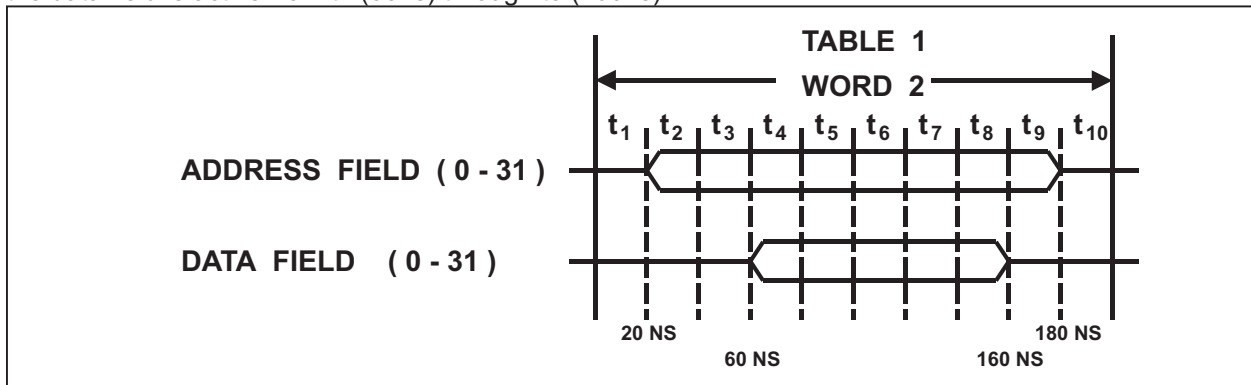 TABLE 1
WORD 2
t1 t2 t3 t4 t5 t6 t7 t8 t9 t10
ADDRESS FIELD ( 0 - 31 )
DATA FIELD ( 0 - 31 )
20 NS 180 NS
60 NS 160 NS